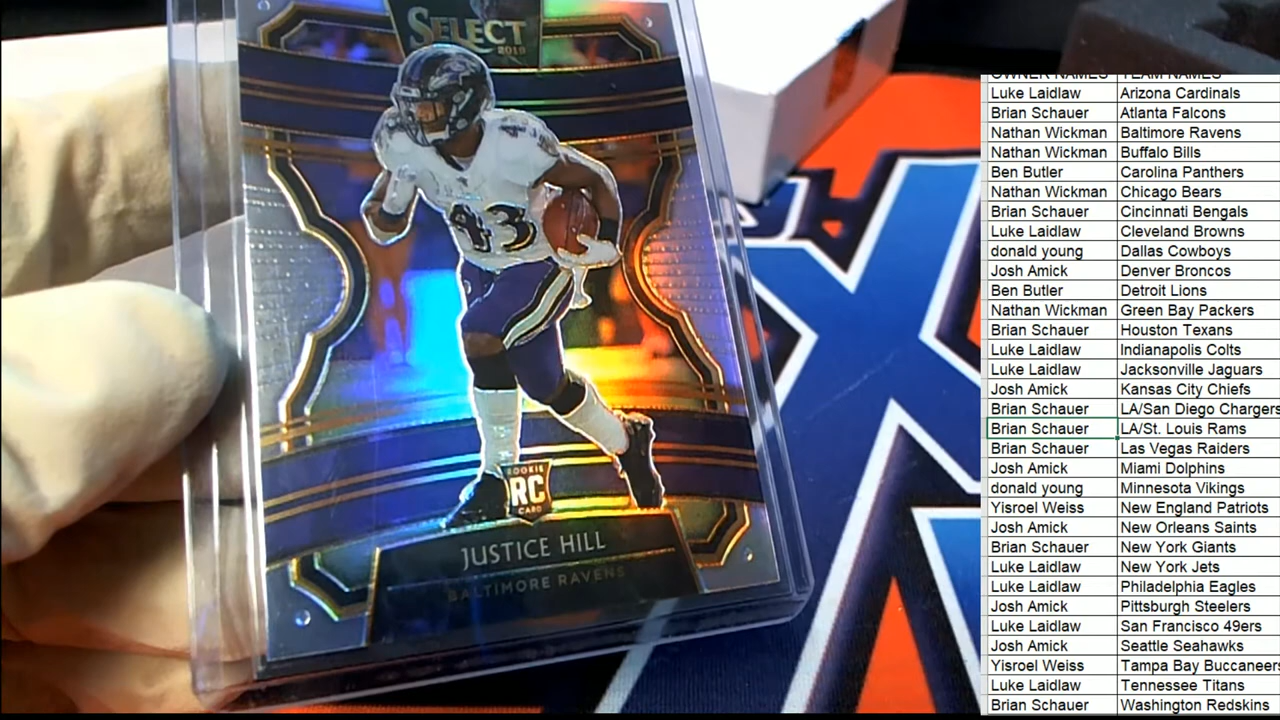 SELECT
2019
43
43
ROOKIE
RC
CARD
JUSTICE HILL
BALTIMORE RAVENS
OWNER NAMES TEAM NAMES
Luke Laidlaw Arizona Cardinals
Brian Schauer Atlanta Falcons
Nathan Wickman Baltimore Ravens
Nathan Wickman Buffalo Bills
Ben Butler Carolina Panthers
Nathan Wickman Chicago Bears
Brian Schauer Cincinnati Bengals
Luke Laidlaw Cleveland Browns
donald young Dallas Cowboys
Josh Amick Denver Broncos
Ben Butler Detroit Lions
Nathan Wickman Green Bay Packers
Brian Schauer Houston Texans
Luke Laidlaw Indianapolis Colts
Luke Laidlaw Jacksonville Jaguars
Josh Amick Kansas City Chiefs
Brian Schauer LA/San Diego Chargers
Brian Schauer LA/St. Louis Rams
Brian Schauer Las Vegas Raiders
Josh Amick Miami Dolphins
donald young Minnesota Vikings
Yisroel Weiss New England Patriots
Josh Amick New Orleans Saints
Brian Schauer New York Giants
Luke Laidlaw New York Jets
Luke Laidlaw Philadelphia Eagles
Josh Amick Pittsburgh Steelers
Luke Laidlaw San Francisco 49ers
Josh Amick Seattle Seahawks
Yisroel Weiss Tampa Bay Buccaneers
Luke Laidlaw Tennessee Titans
Brian Schauer Washington Redskins